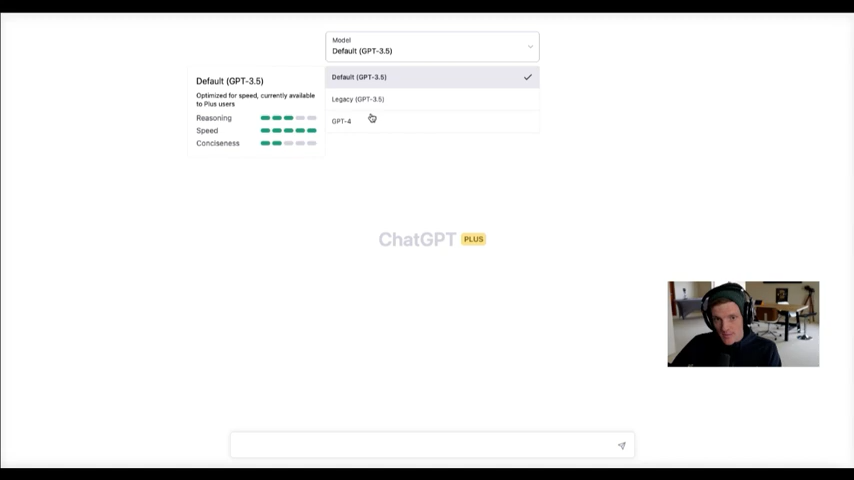 Model
Default (GPT-3.5)
Default (GPT-3.5)
Optimized for speed, currently available
to Plus users
Reasoning
Speed
Conciseness
Default (GPT-3.5)
Legacy (GPT-3.5)
GPT-4
ChatGPT PLUS